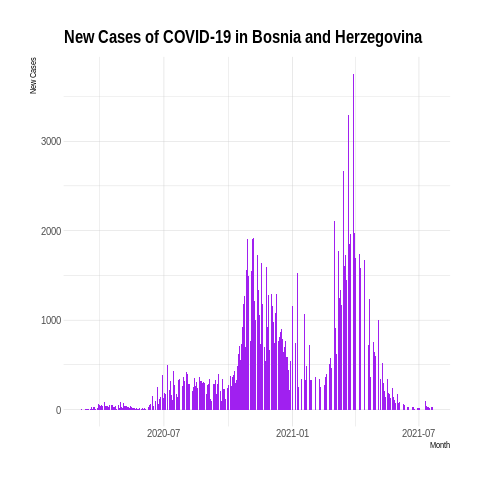 New Cases of COVID-19 in Bosnia and Herzegovina
New Cases
3000
2000
1000
0
2020-07
2021-01
2021-07
Month